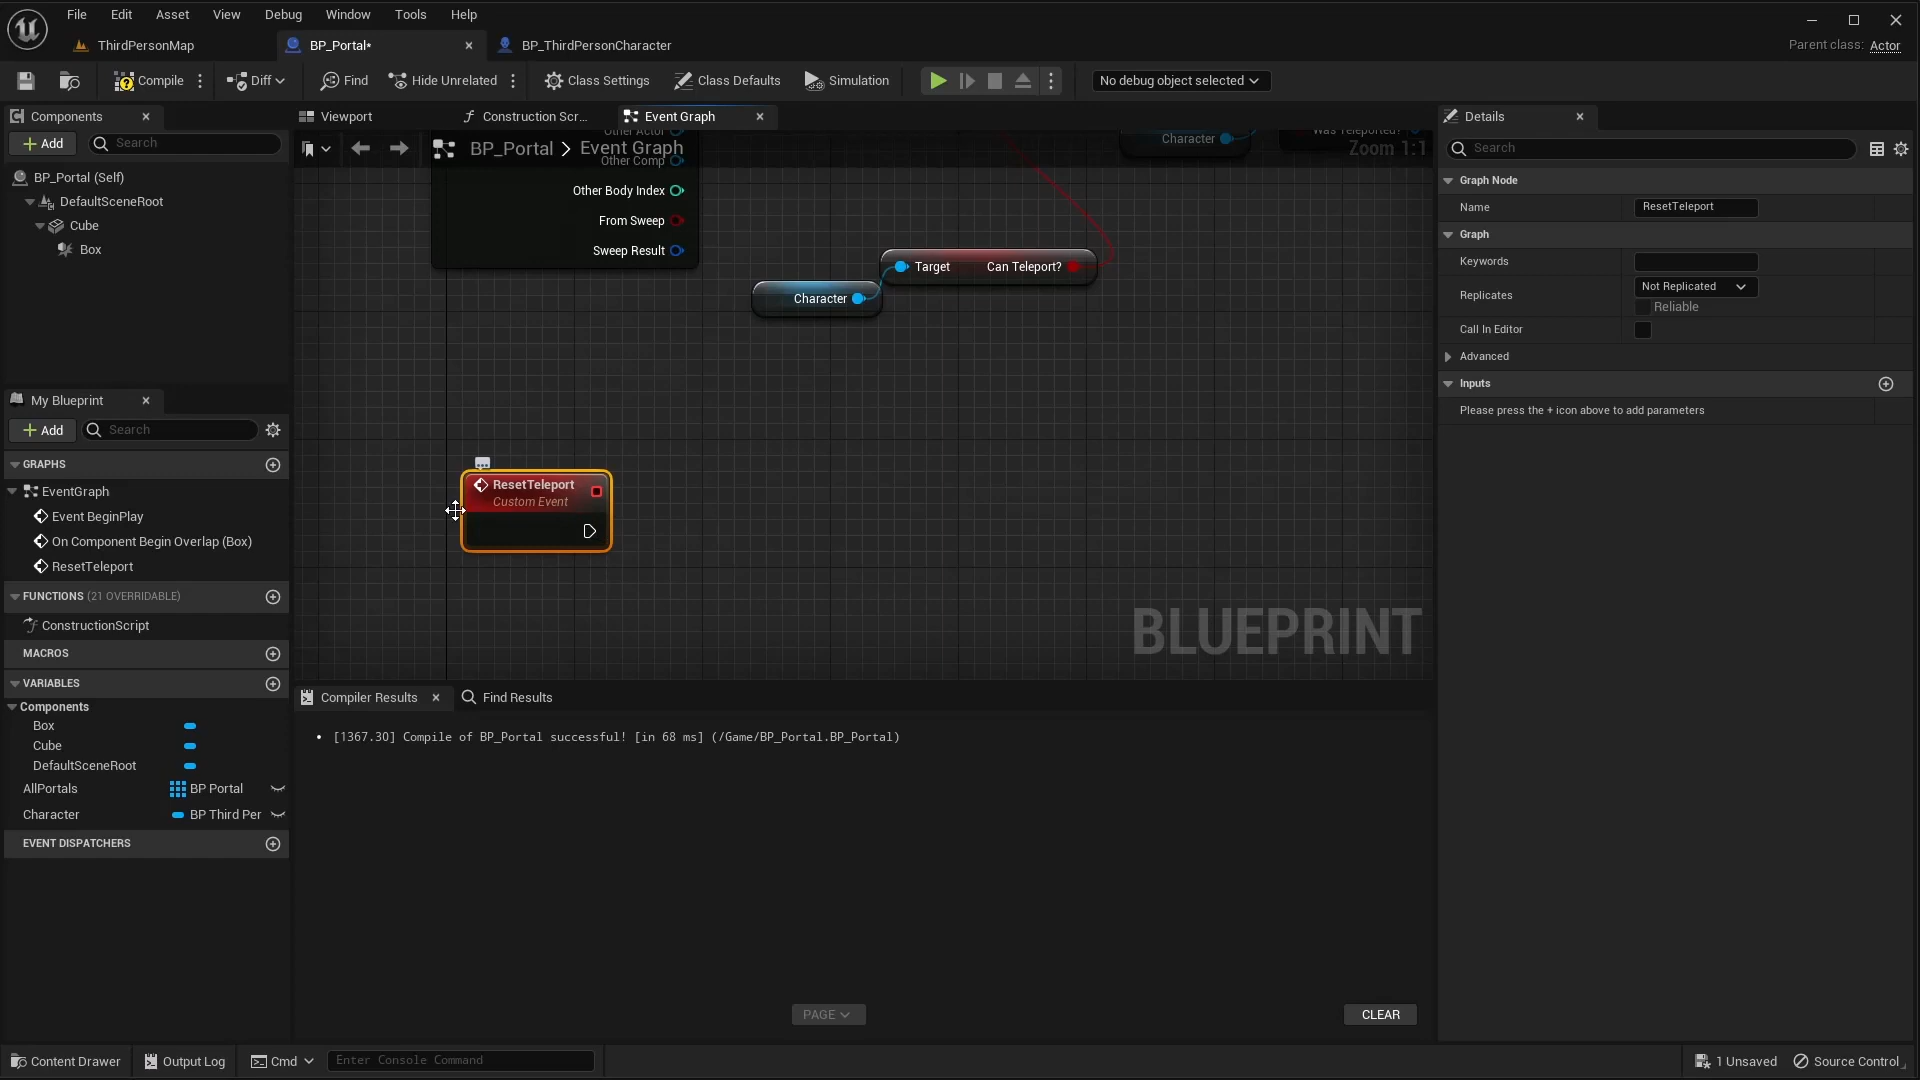 File Edit Asset View Debug Window Tools Help
ThirdPersonMap BP_Portal* BP_ThirdPersonCharacter
Parent class: Actor
Compile Diff Find Hide Unrelated Class Settings Class Defaults Simulation No debug object selected
Components
Add Search
BP_Portal (Self)
DefaultSceneRoot
Cube
Box
Viewport Construction Scr... Event Graph
BP_Portal > Event Graph
Zoom 1:1
Other Actor
Other Comp
Other Body Index
From Sweep
Sweep Result
Character
Was Teleported?
Target Can Teleport?
Character
ResetTeleport
Custom Event
BLUEPRINT
My Blueprint
Add Search
GRAPHS
EventGraph
Event BeginPlay
On Component Begin Overlap (Box)
ResetTeleport
FUNCTIONS (21 OVERRIDABLE)
ConstructionScript
MACROS
VARIABLES
Components
Box
Cube
DefaultSceneRoot
AllPortals BP Portal
Character BP Third Per
EVENT DISPATCHERS
Compiler Results Find Results
[1367.30] Compile of BP_Portal successful! [in 68 ms] (/Game/BP_Portal.BP_Portal)
PAGE
CLEAR
Details
Search
Graph Node
Name ResetTeleport
Graph
Keywords
Replicates Not Replicated
Reliable
Call In Editor
Advanced
Inputs
Please press the + icon above to add parameters
Content Drawer Output Log Cmd Enter Console Command
1 Unsaved Source Control